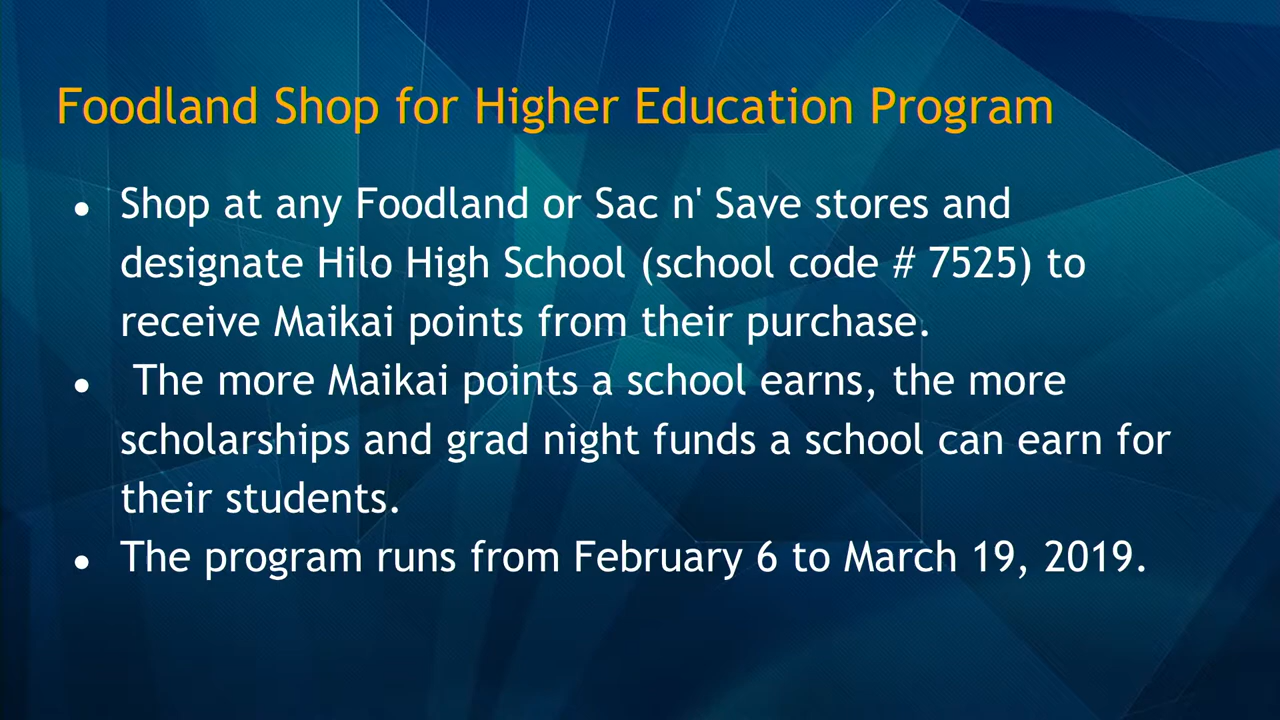 Foodland Shop for Higher Education Program
● Shop at any Foodland or Sac n' Save stores and
designate Hilo High School (school code # 7525) to
receive Maikai points from their purchase.
● The more Maikai points a school earns, the more
scholarships and grad night funds a school can earn for
their students.
● The program runs from February 6 to March 19, 2019.